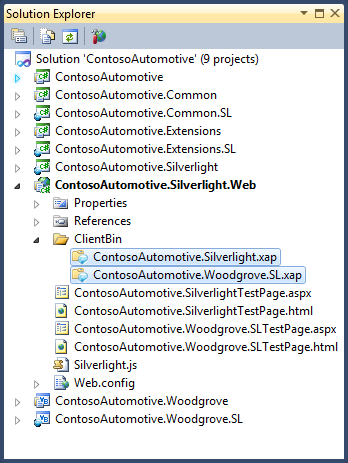 Solution Explorer
Solution 'ContosoAutomotive' (9 projects)
ContosoAutomotive
ContosoAutomotive.Common
ContosoAutomotive.Common.SL
ContosoAutomotive.Extensions
ContosoAutomotive.Extensions.SL
ContosoAutomotive.Silverlight
ContosoAutomotive.Silverlight.Web
Properties
References
ClientBin
ContosoAutomotive.Silverlight.xap
ContosoAutomotive.Woodgrove.SL.xap
ContosoAutomotive.SilverlightTestPage.aspx
ContosoAutomotive.SilverlightTestPage.html
ContosoAutomotive.Woodgrove.SLTestPage.aspx
ContosoAutomotive.Woodgrove.SLTestPage.html
Silverlight.js
Web.config
ContosoAutomotive.Woodgrove
ContosoAutomotive.Woodgrove.SL